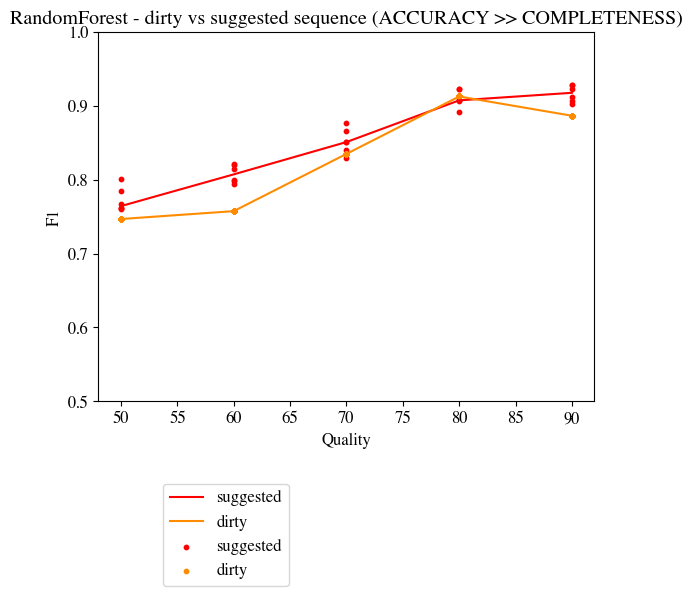 RandomForest - dirty vs suggested sequence (ACCURACY >> COMPLETENESS)
1.0
0.9
0.8
0.7
0.6
0.5
F1
50 55 60 65 70 75 80 85 90
Quality
suggested
dirty
suggested
dirty